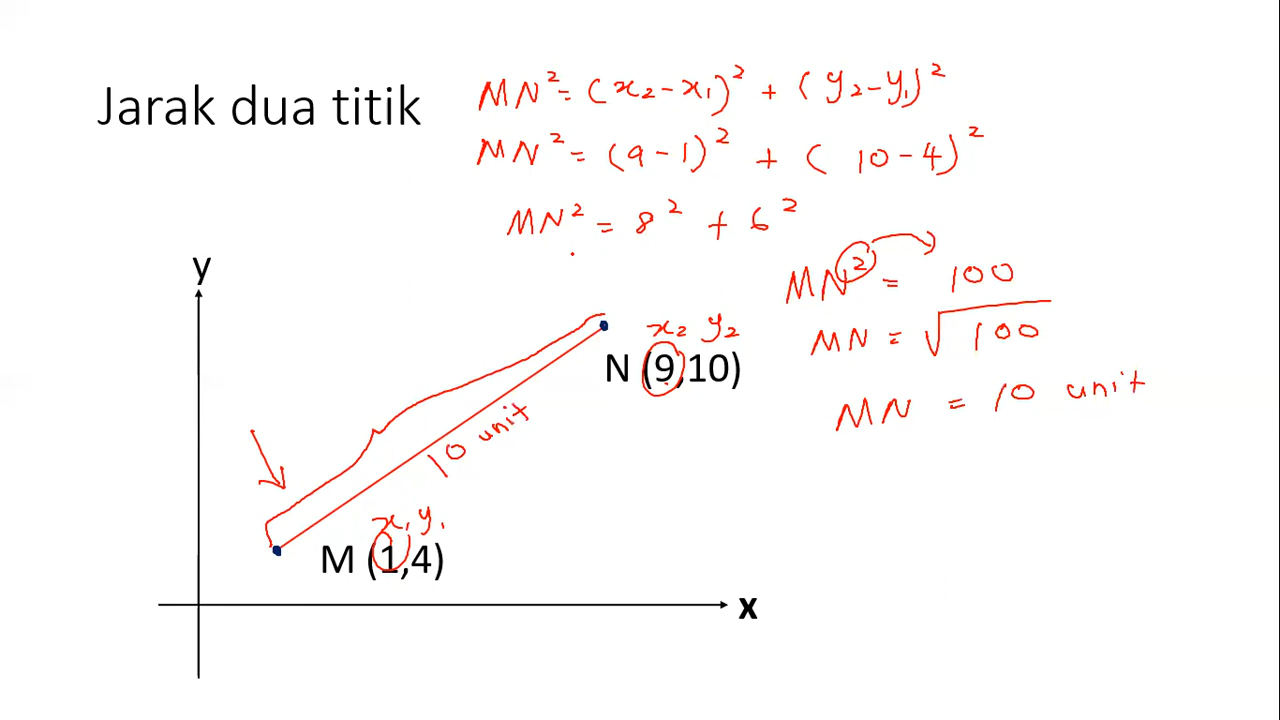 Jarak dua titik
MN² = (x₂ - x₁)² + (y₂ - y₁)²
MN² = (9 - 1)² + (10 - 4)²
MN² = 8² + 6²
MN² = 100
MN = √100
MN = 10 unit
y
x₂ y₂
N (9,10)
10 unit
x₁ y₁
M (1,4)
x